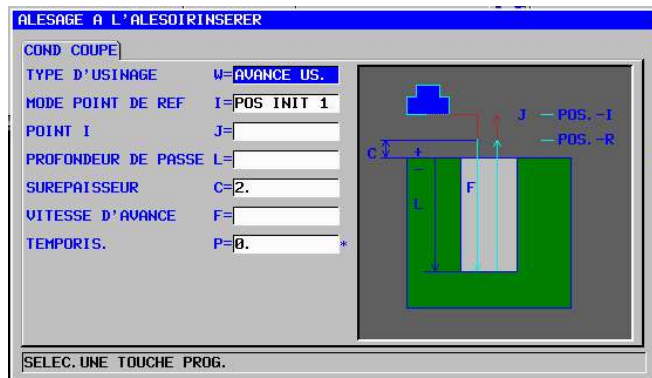 ALESAGE A L'ALESOIRINSERER
COND COUPE
TYPE D'USINAGE W=AVANCE US.
MODE POINT DE REF I=POS INIT 1
POINT I J=
PROFONDEUR DE PASSE L=
SUREPAISSEUR C=2.
VITESSE D'AVANCE F=
TEMPORIS. P=0. *
J POS.-I
POS.-R
C +
-
L F
SELEC.UNE TOUCHE PROG.